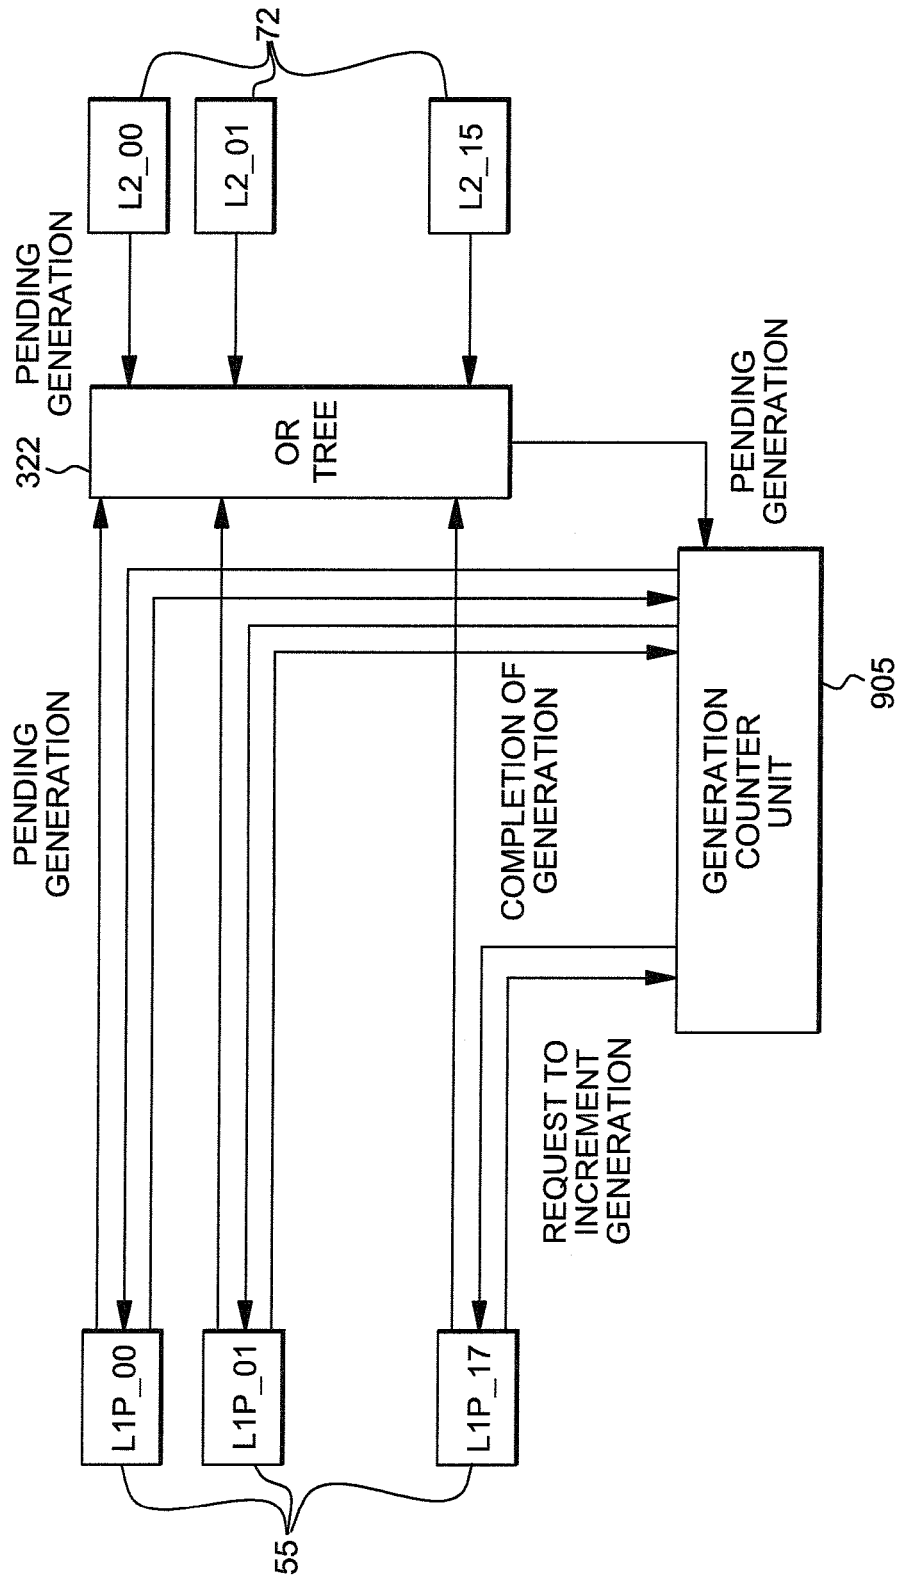 72
L2_00
L2_01
L2_15
PENDING
GENERATION
322
OR
TREE
PENDING
GENERATION
PENDING
GENERATION
COMPLETION OF
GENERATION
GENERATION
COUNTER
UNIT
905
REQUEST TO
INCREMENT
GENERATION
L1P_00
L1P_01
L1P_17
55